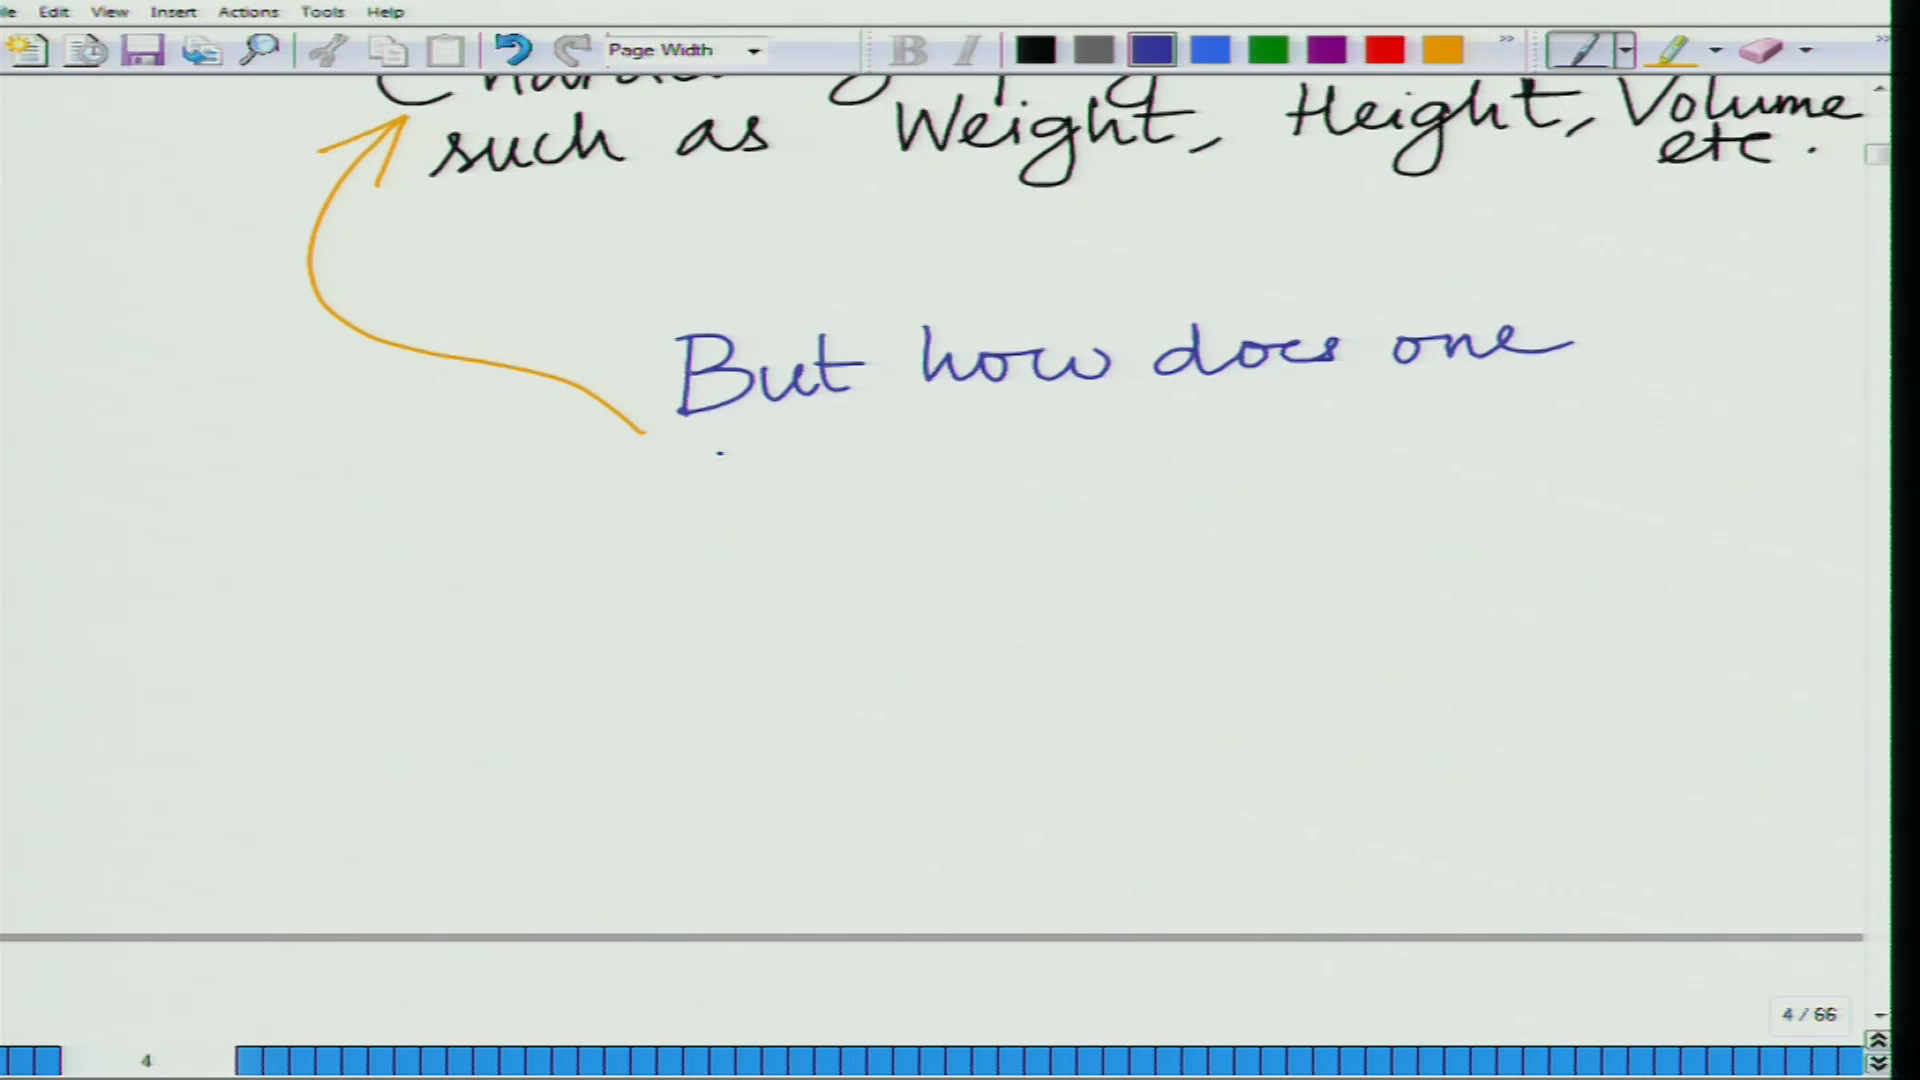 Edit View Insert Actions Tools Help
Page Width B I
such as Weight, Height, Volume
etc.
But how does one
4 / 66
4